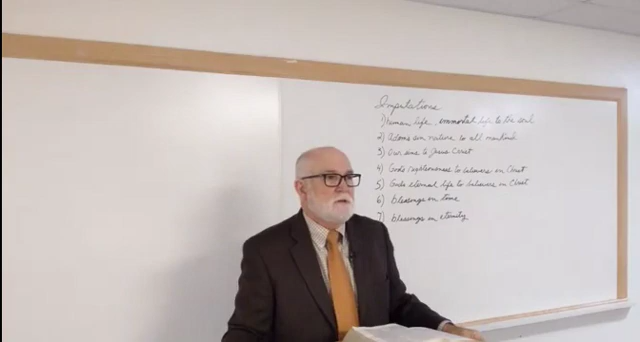 Imputations
1) human life, immortal life to the soul
2) Adams sin nature to all mankind
3) Our sins to Jesus Christ
4) Gods righteousness to believers in Christ
5) Gods eternal life to believers in Christ
6) blessings in time
7) blessings in eternity